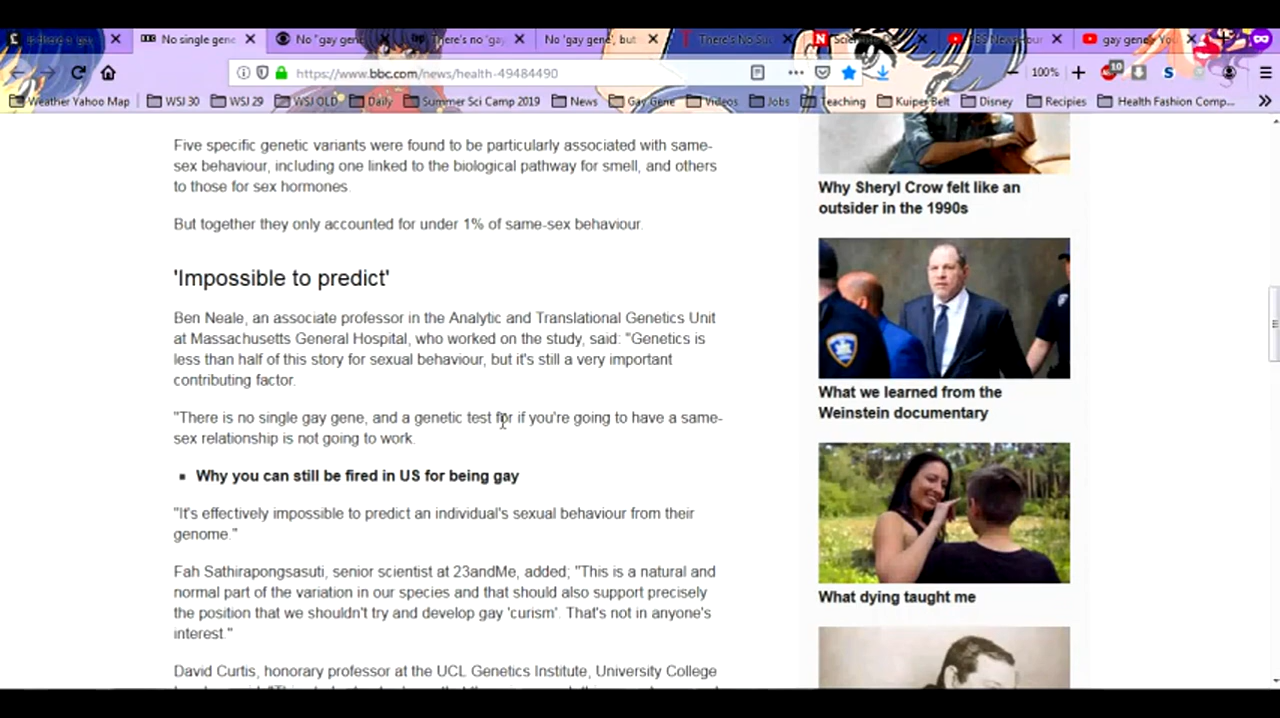 No single gene
No "gay gen
There's no 'gay
No 'gay gene', but
There's No Su
gay gene - You
https://www.bbc.com/news/health-49484490
100%
10
Weather Yahoo Map
WSJ 30
WSJ 29
WSJ OLD
Daily
Summer Sci Camp 2019
News
Gay Gene
Videos
Jobs
Teaching
Kuiper Belt
Disney
Recipies
Health Fashion Comp...
Five specific genetic variants were found to be particularly associated with same-
sex behaviour, including one linked to the biological pathway for smell, and others
to those for sex hormones.
But together they only accounted for under 1% of same-sex behaviour.
'Impossible to predict'
Ben Neale, an associate professor in the Analytic and Translational Genetics Unit
at Massachusetts General Hospital, who worked on the study, said: "Genetics is
less than half of this story for sexual behaviour, but it's still a very important
contributing factor.
"There is no single gay gene, and a genetic test for if you're going to have a same-
sex relationship is not going to work.
Why you can still be fired in US for being gay
"It's effectively impossible to predict an individual's sexual behaviour from their
genome."
Fah Sathirapongsasuti, senior scientist at 23andMe, added; "This is a natural and
normal part of the variation in our species and that should also support precisely
the position that we shouldn't try and develop gay 'curism'. That's not in anyone's
interest."
David Curtis, honorary professor at the UCL Genetics Institute, University College
Why Sheryl Crow felt like an
outsider in the 1990s
What we learned from the
Weinstein documentary
What dying taught me